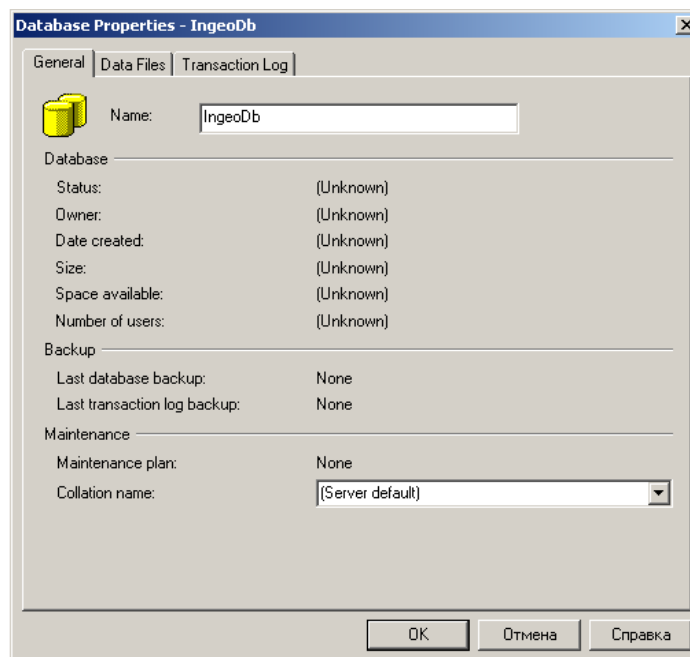 Database Properties - IngeoDb
General Data Files Transaction Log
Name: IngeoDb
Database
Status: (Unknown)
Owner: (Unknown)
Date created: (Unknown)
Size: (Unknown)
Space available: (Unknown)
Number of users: (Unknown)
Backup
Last database backup: None
Last transaction log backup: None
Maintenance
Maintenance plan: None
Collation name: (Server default)
OK Отмена Справка